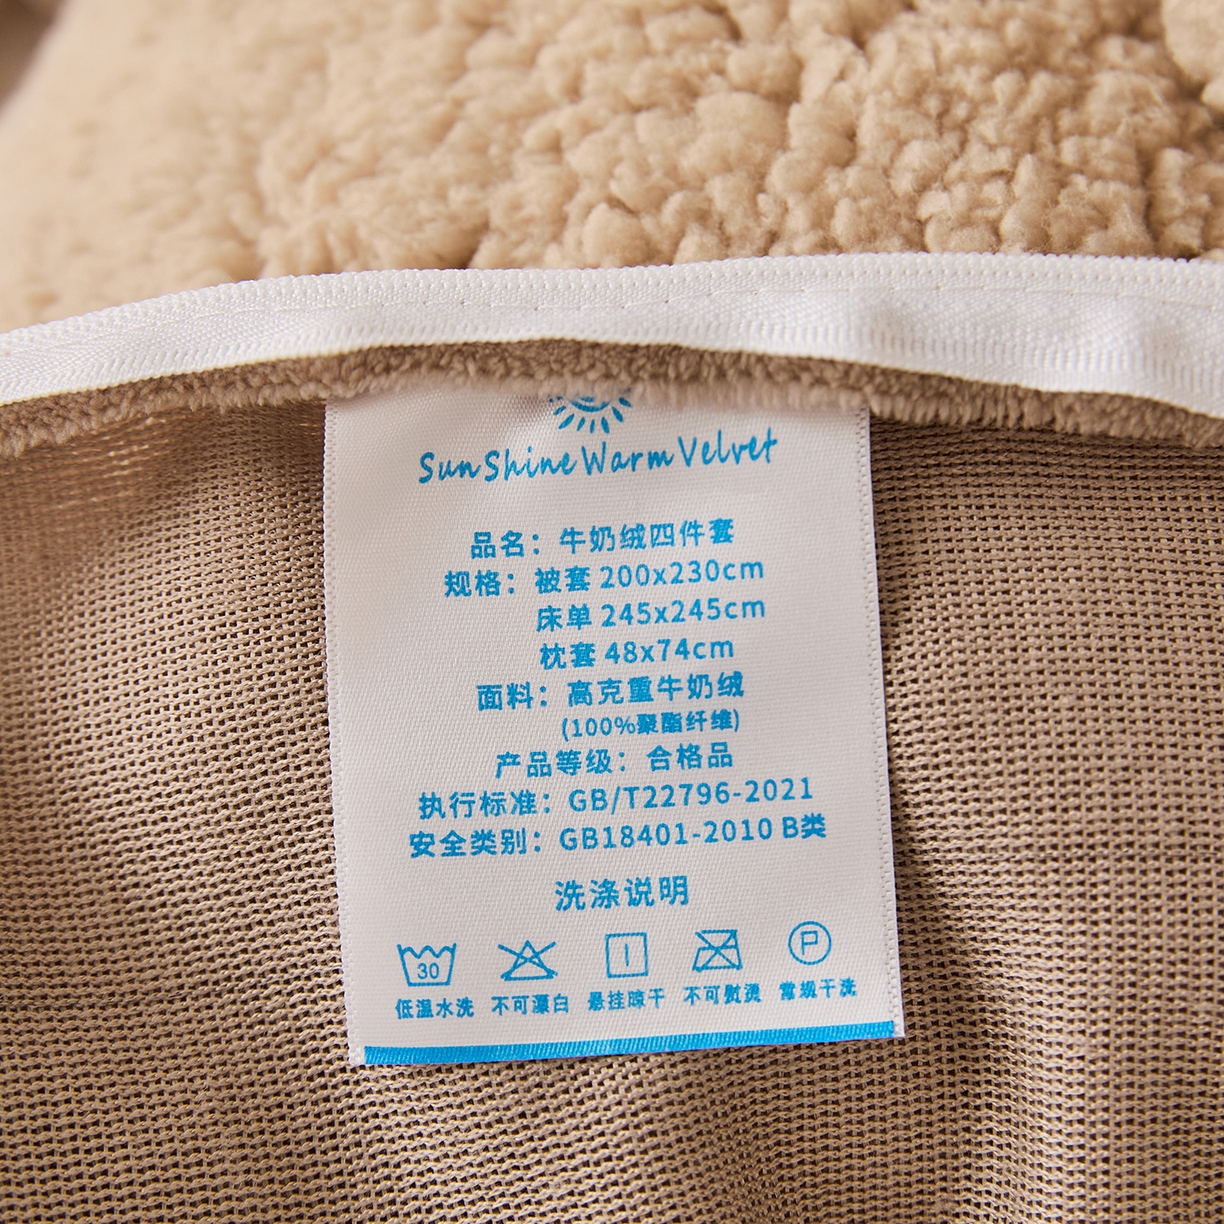 SunShine Warm Velvet
品名：牛奶绒四件套
规格：被套 200x230cm
床单 245x245cm
枕套 48x74cm
面料：高克重牛奶绒
(100%聚酯纤维)
产品等级：合格品
执行标准：GB/T22796-2021
安全类别：GB18401-2010 B类
洗涤说明
30
P
低温水洗 不可漂白 悬挂晾干 不可熨烫 常规干洗